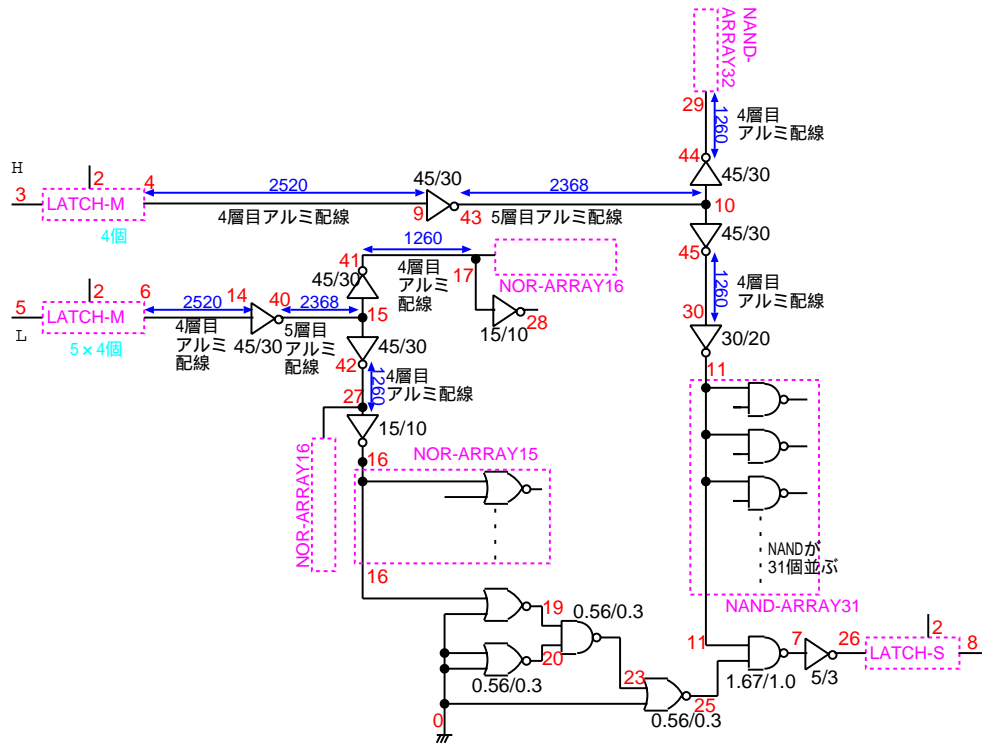 NAND-
ARRAY32
29
1260
4層目
アルミ配線
44
45/30
H
3
2
4
LATCH-M
4個
2520
4層目アルミ配線
45/30
9
43
2368
5層目アルミ配線
10
45/30
45
1260
4層目
アルミ配線
30
30/20
11
5
L
2
6
LATCH-M
5×4個
2520
4層目
アルミ
配線
14
45/30
40
2368
5層目
アルミ
配線
15
41
45/30
1260
4層目
アルミ
配線
17
NOR-ARRAY16
15/10
28
45/30
42
1260
4層目
アルミ配線
27
15/10
NOR-ARRAY16
16
NOR-ARRAY15
16
NANDが
31個並ぶ
NAND-ARRAY31
19
0.56/0.3
20
0.56/0.3
0
23
25
0.56/0.3
11
1.67/1.0
7
5/3
26
2
LATCH-S
8